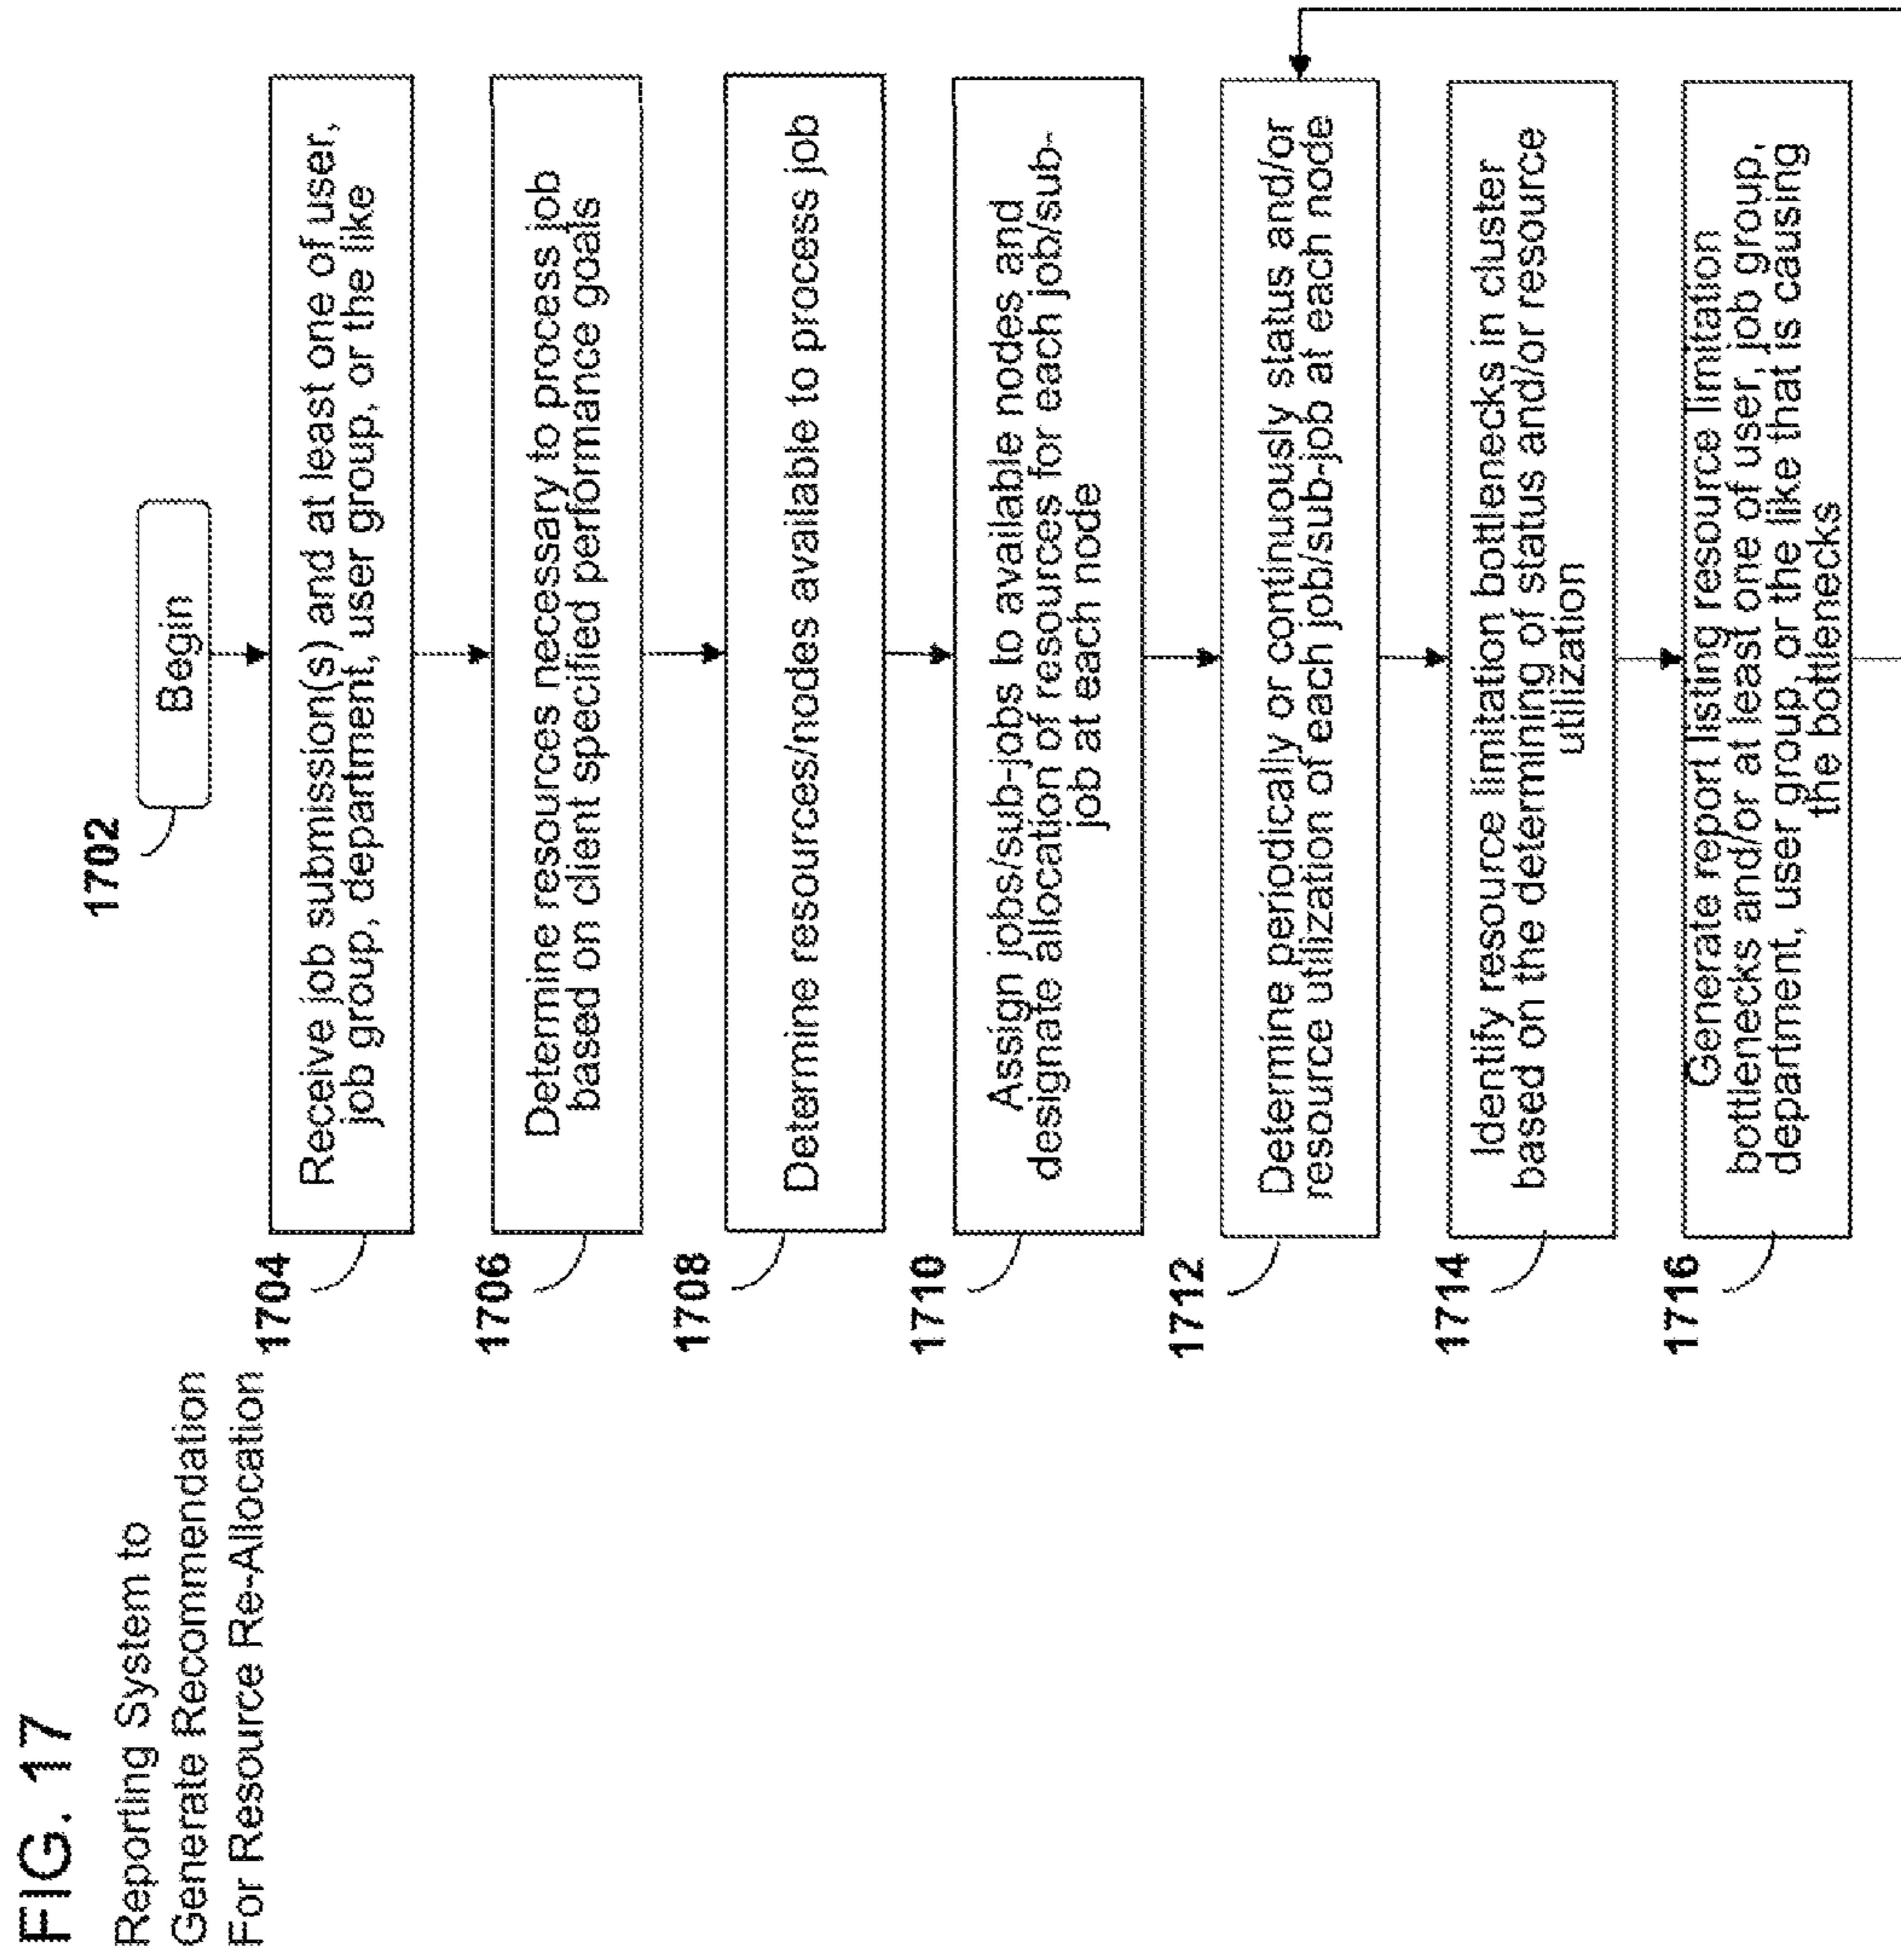 FIG. 17
Reporting System to
Generate Recommendation
For Resource Re-Allocation
1702
Begin
1704
Receive job submission(s) and at least one of user,
job group, department, user group, or the like
1706
Determine resources necessary to process job
based on client specified performance goals
1708
Determine resources/nodes available to process job
1710
Assign jobs/sub-jobs to available nodes and
designate allocation of resources for each job/sub-
job at each node
1712
Determine periodically or continuously status and/or
resource utilization of each job/sub-job at each node
1714
Identify resource limitation bottlenecks in cluster
based on the determining of status and/or resource
utilization
1716
Generate report listing resource limitation
bottlenecks and/or at least one of user, job group,
department, user group, or the like that is causing
the bottlenecks